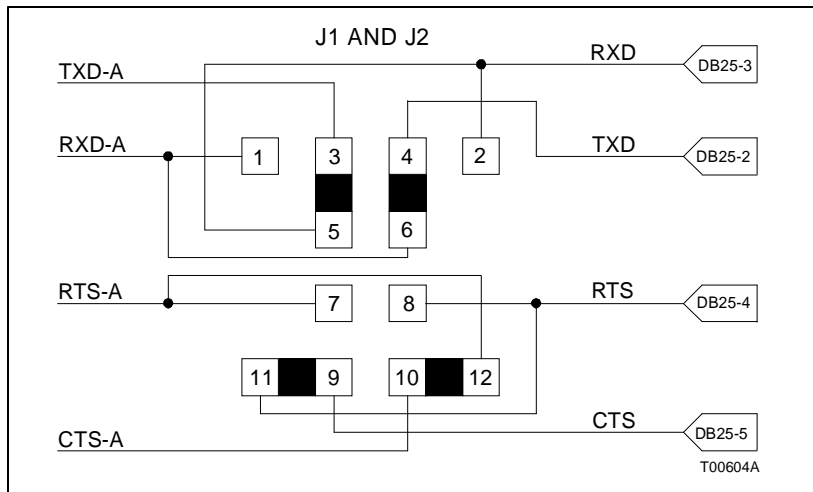 J1 AND J2
TXD-A
RXD
DB25-3
RXD-A
1
3
4
2
TXD
DB25-2
5
6
RTS-A
7
8
RTS
DB25-4
11
9
10
12
CTS-A
CTS
DB25-5
T00604A